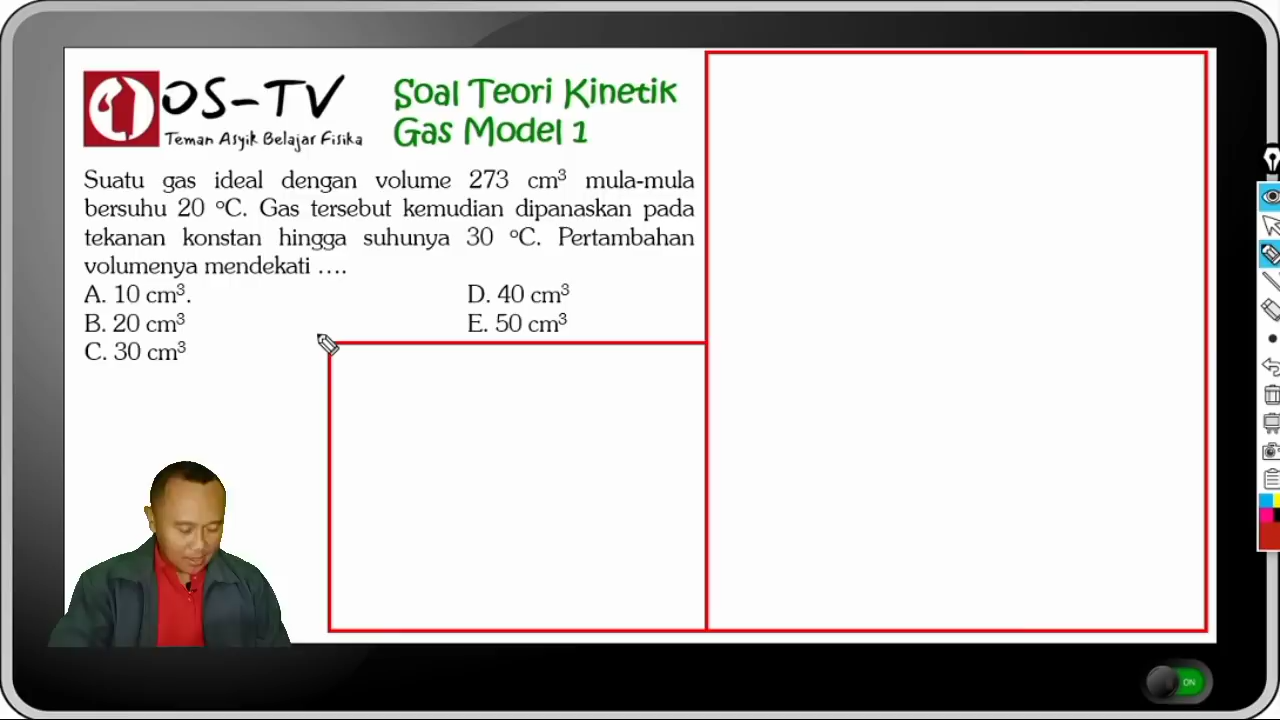 OS-TV
Teman Asyik Belajar Fisika
Soal Teori Kinetik
Gas Model 1
Suatu gas ideal dengan volume 273 cm³ mula-mula
bersuhu 20 °C. Gas tersebut kemudian dipanaskan pada
tekanan konstan hingga suhunya 30 °C. Pertambahan
volumenya mendekati ….
A. 10 cm³.
B. 20 cm³
C. 30 cm³
D. 40 cm³
E. 50 cm³
ON